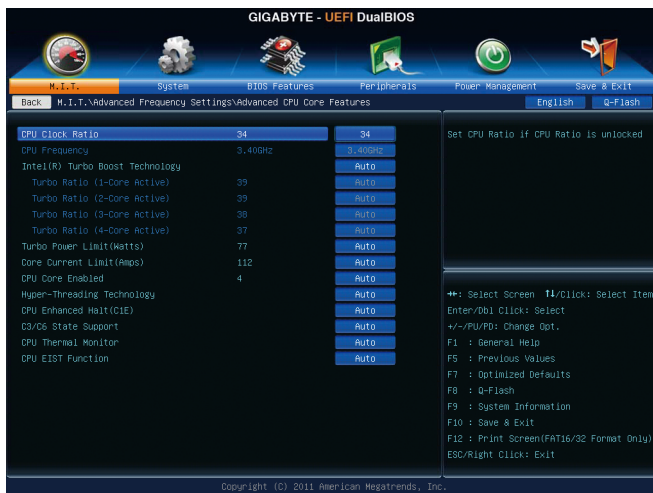 GIGABYTE - UEFI DualBIOS
M.I.T. System BIOS Features Peripherals Power Management Save & Exit
Back M.I.T.\Advanced Frequency Settings\Advanced CPU Core Features English Q-Flash
CPU Clock Ratio 34 34
CPU Frequency 3.40GHz 3.40GHz
Intel(R) Turbo Boost Technology Auto
Turbo Ratio (1-Core Active) 39 Auto
Turbo Ratio (2-Core Active) 39 Auto
Turbo Ratio (3-Core Active) 38 Auto
Turbo Ratio (4-Core Active) 37 Auto
Turbo Power Limit(Watts) 77 Auto
Core Current Limit(Amps) 112 Auto
CPU Core Enabled 4 Auto
Hyper-Threading Technology Auto
CPU Enhanced Halt(C1E) Auto
C3/C6 State Support Auto
CPU Thermal Monitor Auto
CPU EIST Function Auto
Set CPU Ratio if CPU Ratio is unlocked
→←: Select Screen ↑↓/Click: Select Item
Enter/Dbl Click: Select
+/-/PU/PD: Change Opt.
F1 : General Help
F5 : Previous Values
F7 : Optimized Defaults
F8 : Q-Flash
F9 : System Information
F10 : Save & Exit
F12 : Print Screen(FAT16/32 Format Only)
ESC/Right Click: Exit
Copyright (C) 2011 American Megatrends, Inc.